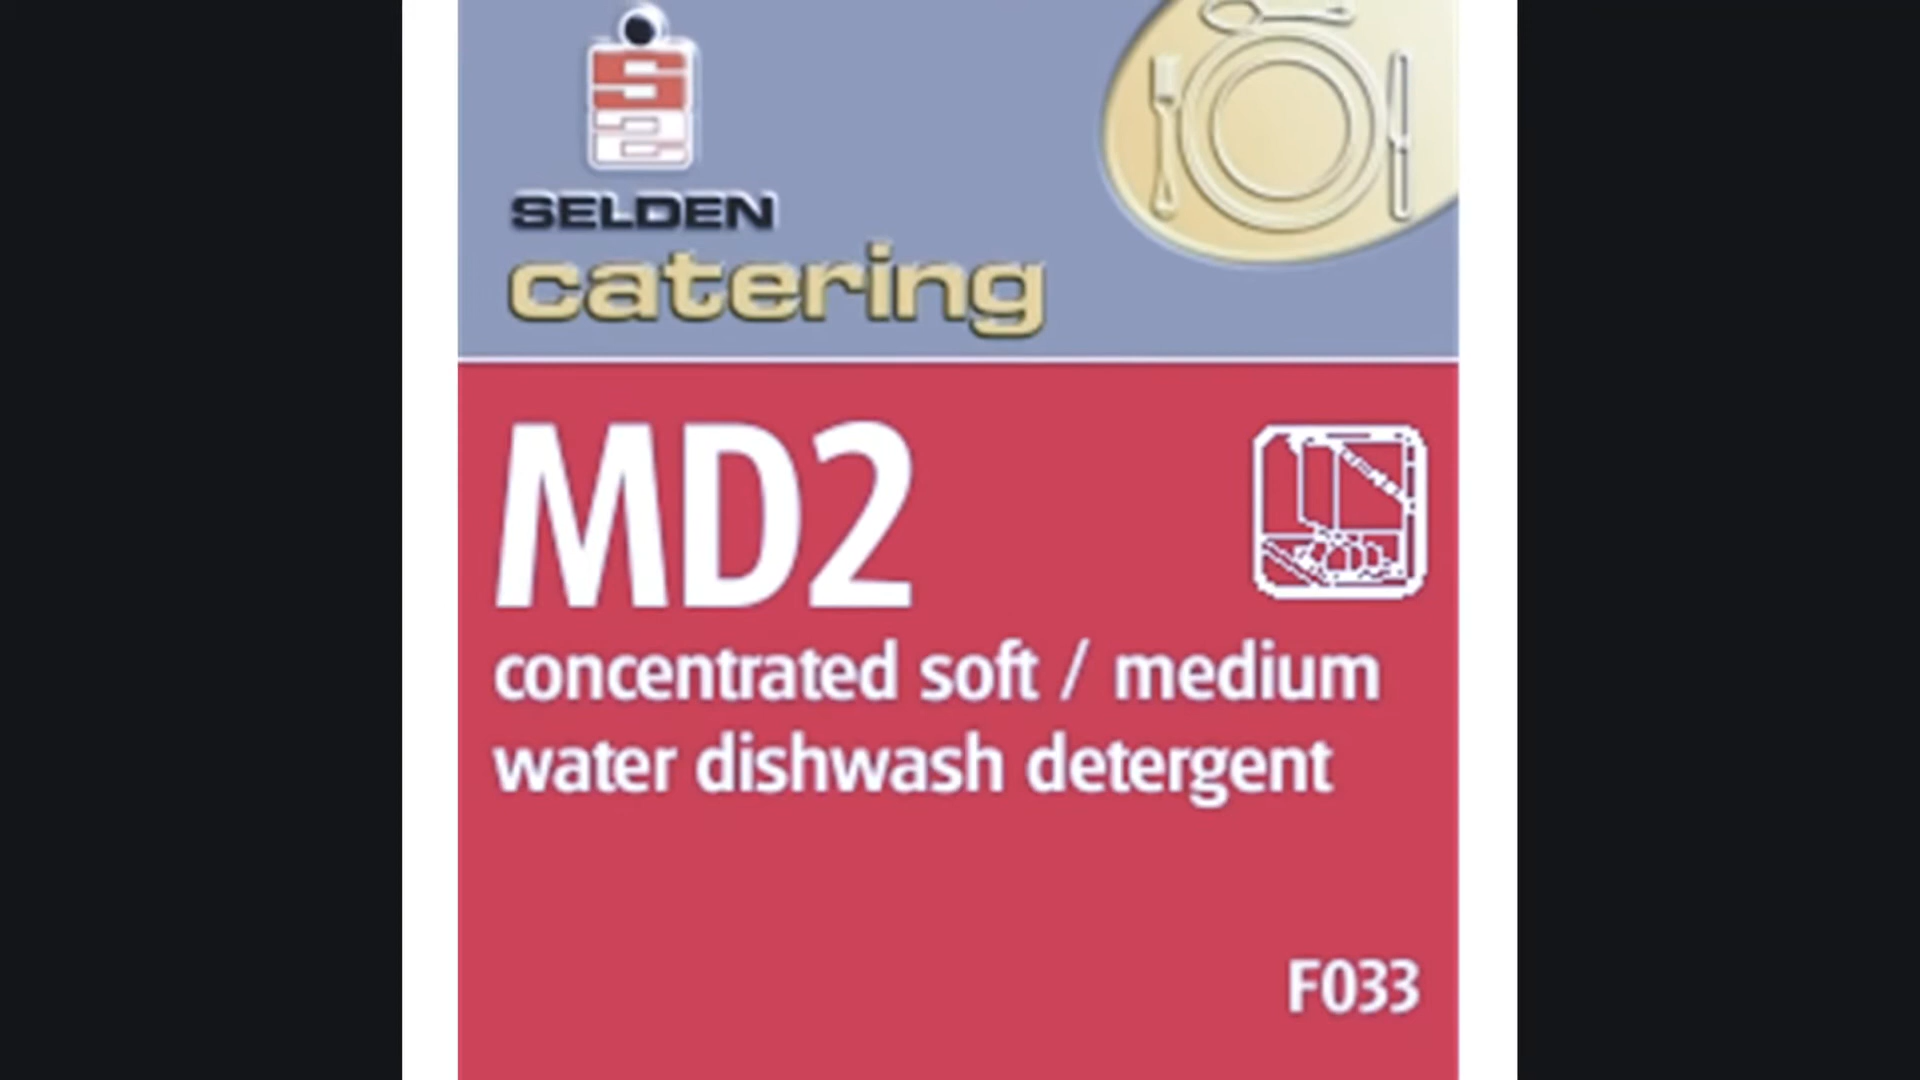 SELDEN
catering
MD2
concentrated soft / medium
water dishwash detergent
F033